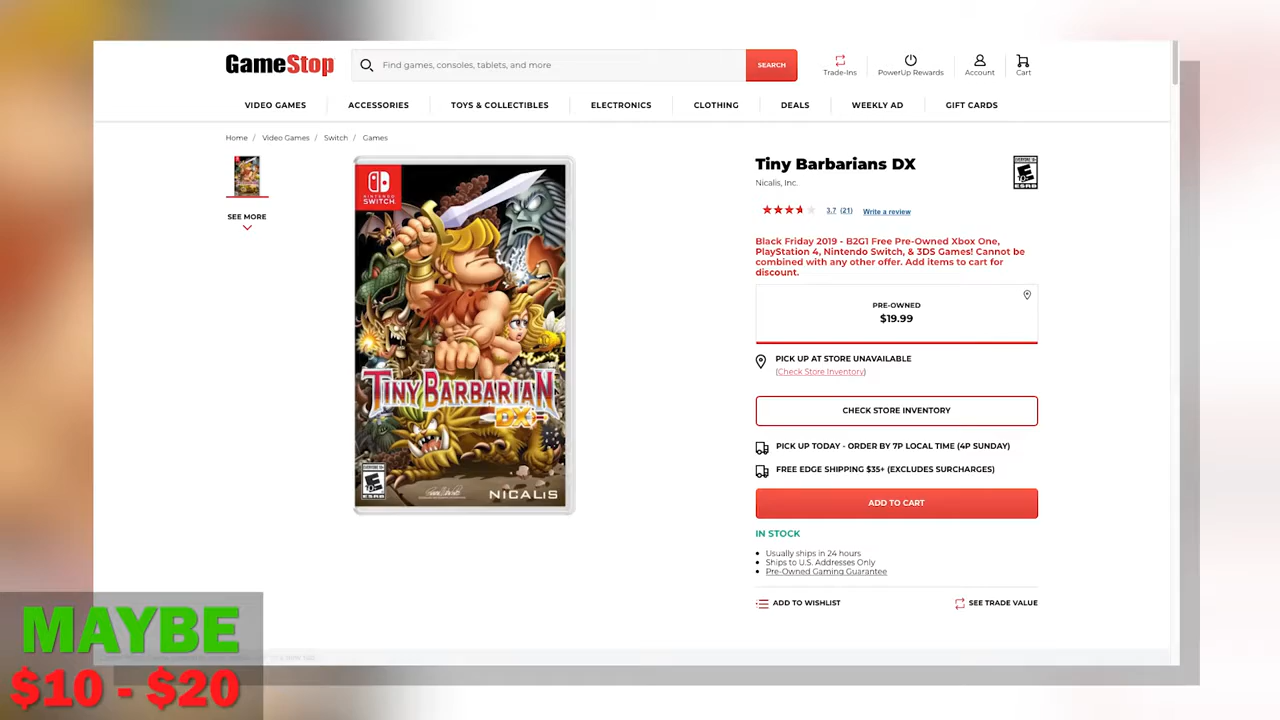 GameStop
Find games, consoles, tablets, and more
SEARCH
Trade-Ins
PowerUp Rewards
Account
Cart
VIDEO GAMES
ACCESSORIES
TOYS & COLLECTIBLES
ELECTRONICS
CLOTHING
DEALS
WEEKLY AD
GIFT CARDS
Home / Video Games / Switch / Games
SEE MORE
NINTENDO
SWITCH
TINY BARBARIAN
DX
EVERYONE 10+
E
ESRB
NICALIS
Tiny Barbarians DX
Nicalis, Inc.
EVERYONE 10+
E
ESRB
3.7 (21) Write a review
Black Friday 2019 - B2G1 Free Pre-Owned Xbox One,
PlayStation 4, Nintendo Switch, & 3DS Games! Cannot be
combined with any other offer. Add items to cart for
discount.
PRE-OWNED
$19.99
PICK UP AT STORE UNAVAILABLE
(Check Store Inventory)
CHECK STORE INVENTORY
PICK UP TODAY - ORDER BY 7P LOCAL TIME (4P SUNDAY)
FREE EDGE SHIPPING $35+ (EXCLUDES SURCHARGES)
ADD TO CART
IN STOCK
Usually ships in 24 hours
Ships to U.S. Addresses Only
Pre-Owned Gaming Guarantee
ADD TO WISHLIST
SEE TRADE VALUE
MAYBE
$10 - $20